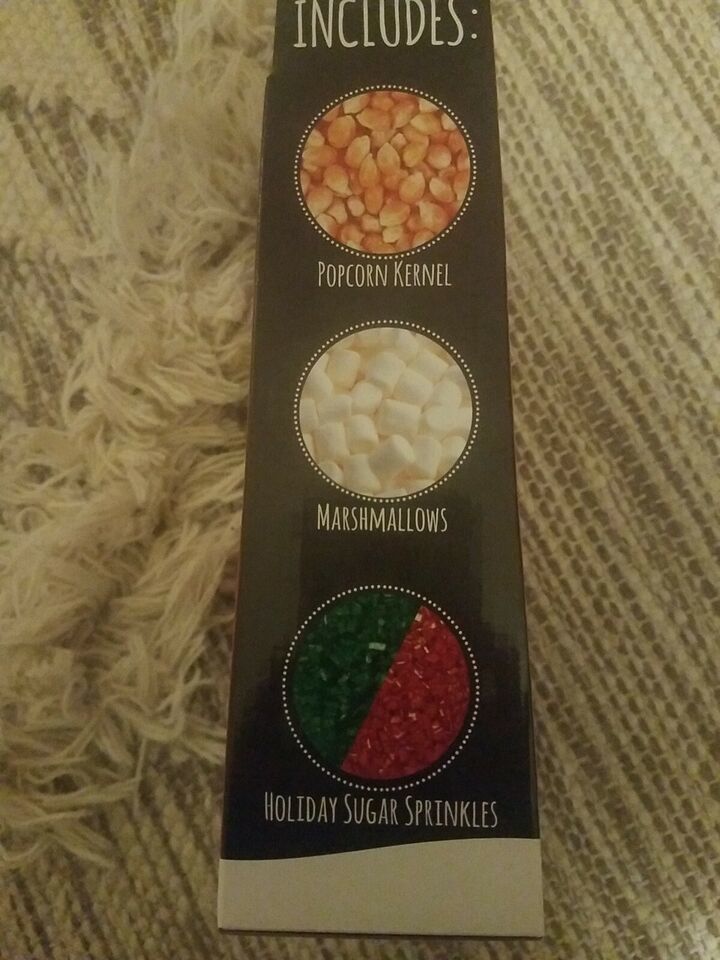 INCLUDES:
POPCORN KERNEL
MARSHMALLOWS
HOLIDAY SUGAR SPRINKLES